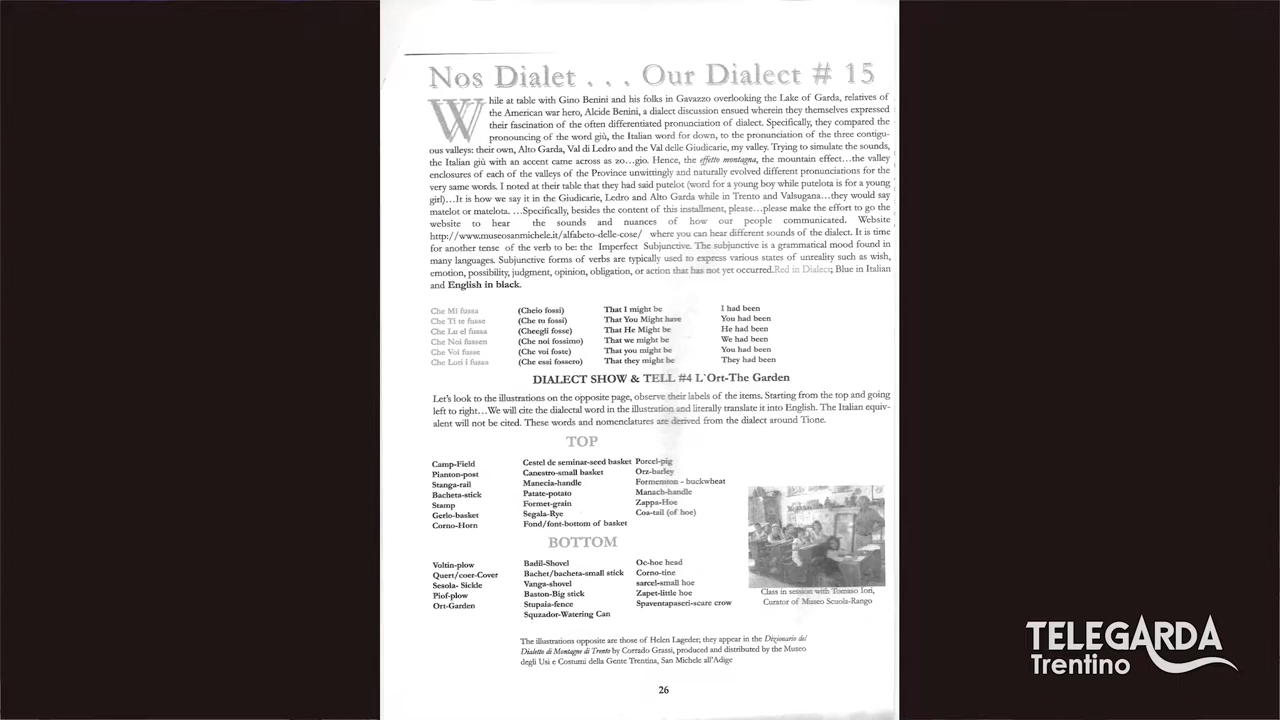 Nos Dialet . . . Our Dialect # 15
While at table with Gino Benini and his folks in Gavazzo overlooking the Lake of Garda, relatives of
the American war hero, Alcide Benini, a dialect discussion ensued wherein they themselves expressed
their fascination of the often differentiated pronunciation of dialect. Specifically, they compared the
pronouncing of the word giù, the Italian word for down, to the pronunciation of the three contigu-
ous valleys: their own, Alto Garda, Val di Ledro and the Val delle Giudicarie, my valley. Trying to simulate the sounds,
the Italian giù with an accent came across as zo…gio. Hence, the effetto montagna, the mountain effect…the valley
enclosures of each of the valleys of the Province unwittingly and naturally evolved different pronunciations for the
very same words. I noted at their table that they had said putelot (word for a young boy while putelota is for a young
girl)…It is how we say it in the Giudicarie, Ledro and Alto Garda while in Trento and Valsugana…they would say
matelot or matelota. …Specifically, besides the content of this installment, please…please make the effort to go the
website to hear the sounds and nuances of how our people communicated. Website
http://www.museosanmichele.it/alfabeto-delle-cose/ where you can hear different sounds of the dialect. It is time
for another tense of the verb to be: the Imperfect Subjunctive. The subjunctive is a grammatical mood found in
many languages. Subjunctive forms of verbs are typically used to express various states of unreality such as wish,
emotion, possibility, judgment, opinion, obligation, or action that has not yet occurred.Red in Dialect; Blue in Italian
and English in black.
Che Mi fussa (Cheio fossi) That I might be I had been
Che Ti te fusse (Che tu fossi) That You Might have You had been
Che Lu el fussa (Cheegli fosse) That He Might be He had been
Che Noi fussen (Che noi fossimo) That we might be We had been
Che Voi fusse (Che voi foste) That you might be You had been
Che Lori i fussa (Che essi fossero) That they might be They had been
DIALECT SHOW & TELL #4 L`Ort-The Garden
Let's look to the illustrations on the opposite page, observe their labels of the items. Starting from the top and going
left to right…We will cite the dialectal word in the illustration and literally translate it into English. The Italian equiv-
alent will not be cited. These words and nomenclatures are derived from the dialect around Tione.
TOP
Camp-Field
Pianton-post
Stanga-rail
Bacheta-stick
Stamp
Gerlo-basket
Corno-Horn
Cestel de seminar-seed basket
Canestro-small basket
Manecia-handle
Patate-potato
Formet-grain
Segala-Rye
Fond/font-bottom of basket
Porcel-pig
Orz-barley
Formenton - buckwheat
Manach-handle
Zappa-Hoe
Coa-tail (of hoe)
BOTTOM
Voltin-plow
Quert/coer-Cover
Sesola- Sickle
Piof-plow
Ort-Garden
Badil-Shovel
Bachet/bacheta-small stick
Vanga-shovel
Baston-Big stick
Stupaia-fence
Squzador-Watering Can
Oc-hoe head
Corno-tine
sarcel-small hoe
Zapet-little hoe
Spaventapaseri-scare crow
Class in session with Tomaso Iori,
Curator of Museo Scuola-Rango
The illustrations opposite are those of Helen Lageder; they appear in the Dizionario del
Dialetto di Montagne di Trento by Corrado Grassi, produced and distributed by the Museo
degli Usi e Costumi della Gente Trentina, San Michele all'Adige
26
TELEGARDA
Trentino